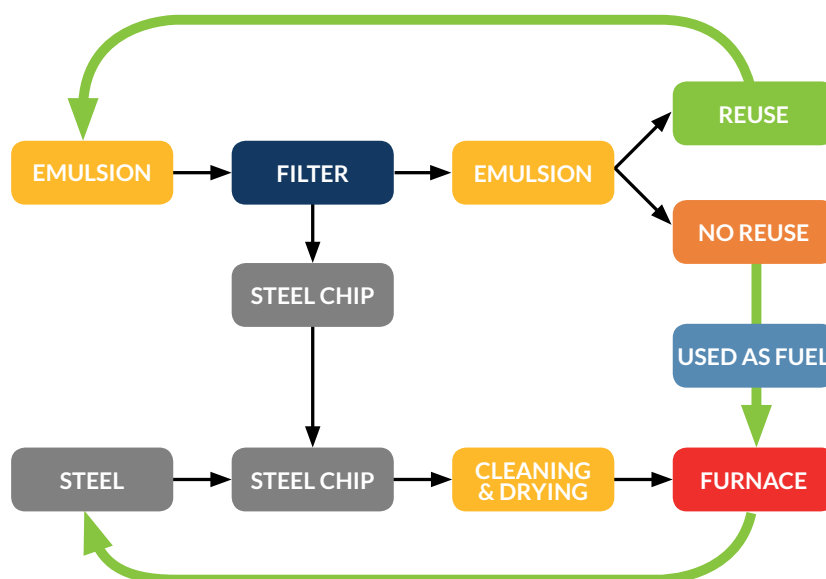 REUSE
EMULSION
FILTER
EMULSION
NO REUSE
STEEL CHIP
USED AS FUEL
STEEL
STEEL CHIP
CLEANING
& DRYING
FURNACE